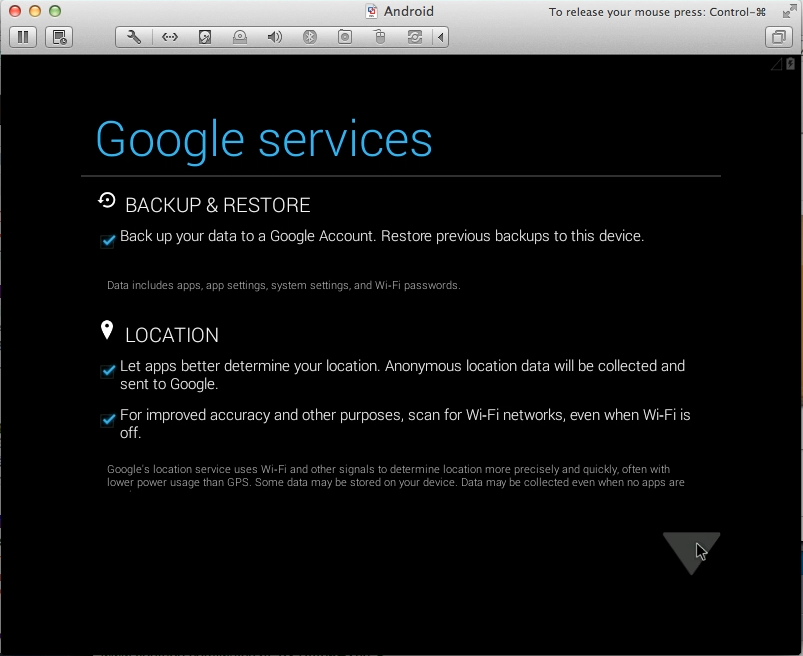 Android
To release your mouse press: Control-⌘
Google services
BACKUP & RESTORE
Back up your data to a Google Account. Restore previous backups to this device.
Data includes apps, app settings, system settings, and Wi-Fi passwords.
LOCATION
Let apps better determine your location. Anonymous location data will be collected and
sent to Google.
For improved accuracy and other purposes, scan for Wi-Fi networks, even when Wi-Fi is
off.
Google's location service uses Wi-Fi and other signals to determine location more precisely and quickly, often with
lower power usage than GPS. Some data may be stored on your device. Data may be collected even when no apps are